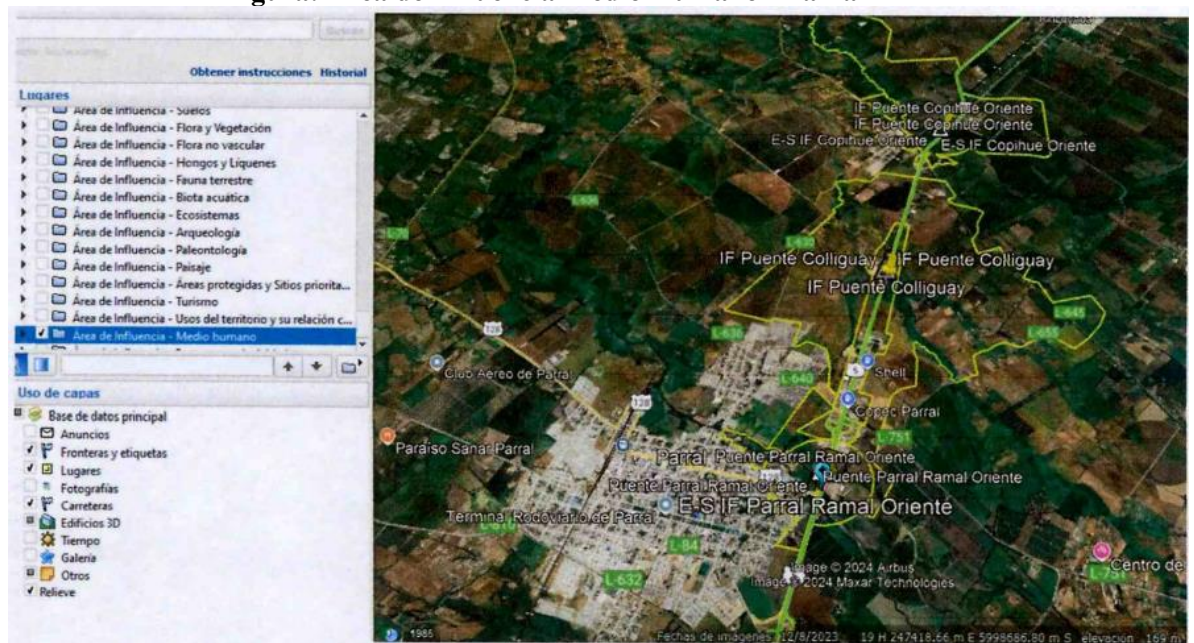 Obtener instrucciones Historial
Lugares
Área de Influencia - Suelos
Área de Influencia - Flora y Vegetación
Área de Influencia - Flora no vascular
Área de Influencia - Hongos y Líquenes
Área de Influencia - Fauna terrestre
Área de Influencia - Biota acuática
Área de Influencia - Ecosistemas
Área de Influencia - Arqueología
Área de Influencia - Paleontología
Área de Influencia - Paisaje
Área de Influencia - Áreas protegidas y Sitios priorita...
Área de Influencia - Turismo
Área de Influencia - Usos del territorio y su relación c...
Área de Influencia - Medio humano
Uso de capas
Base de datos principal
Anuncios
Fronteras y etiquetas
Lugares
Fotografías
Carreteras
Edificios 3D
Tiempo
Galería
Otros
Relieve
IF Puente Copihue Oriente
IF Puente Copihue Oriente
E-S IF Copihue Oriente
E-S IF Copihue Oriente
IF Puente Colliguay
IF Puente Colliguay
IF Puente Colliguay
L-645
L-640
128
5
Shell
Club Aéreo de Parral
Copec Parral
128
L-751
Paraíso Sanar Parral
Parral
Puente Parral Ramal Oriente
Puente Parral Ramal Oriente
Puente Parral Ramal Oriente
E-S IF Parral Ramal Oriente
Terminal Rodoviario de Parral
L-84
L-632
Centro de
L-751
Image © 2024 Airbus
Image © 2024 Maxar Technologies
1985
Fechas de imágenes 12/8/2023 19 H 247418.66 m E 5998686.80 m S elevación 169 m